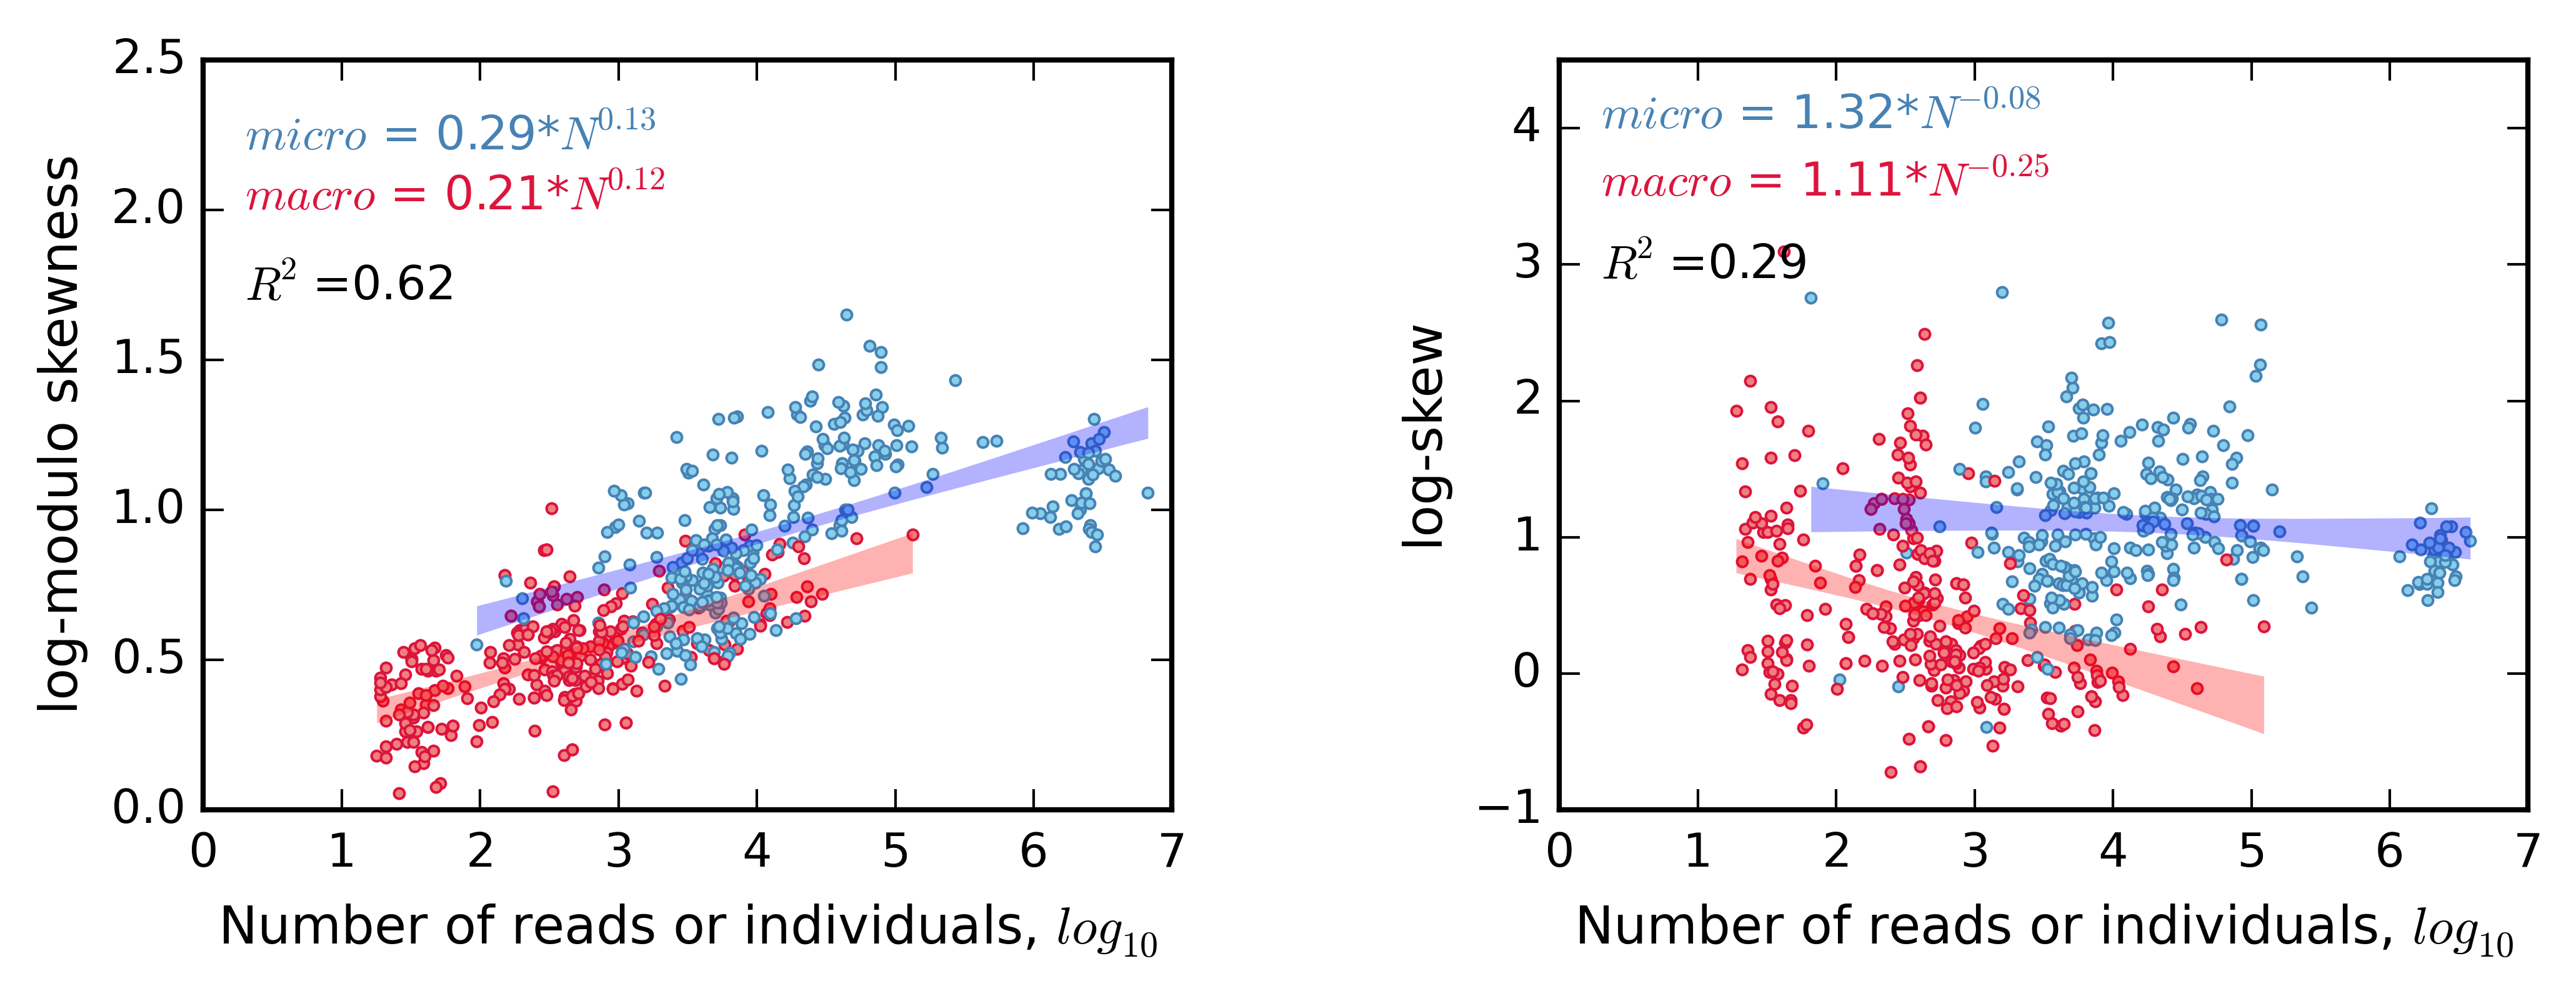 2.5
2.0
1.5
1.0
0.5
0.0
log-modulo skewness
micro = 0.29*N^0.13
macro = 0.21*N^0.12
R² =0.62
0 1 2 3 4 5 6 7
Number of reads or individuals, log₁₀
4
3
2
1
0
−1
log-skew
micro = 1.32*N^−0.08
macro = 1.11*N^−0.25
R² =0.29
0 1 2 3 4 5 6 7
Number of reads or individuals, log₁₀